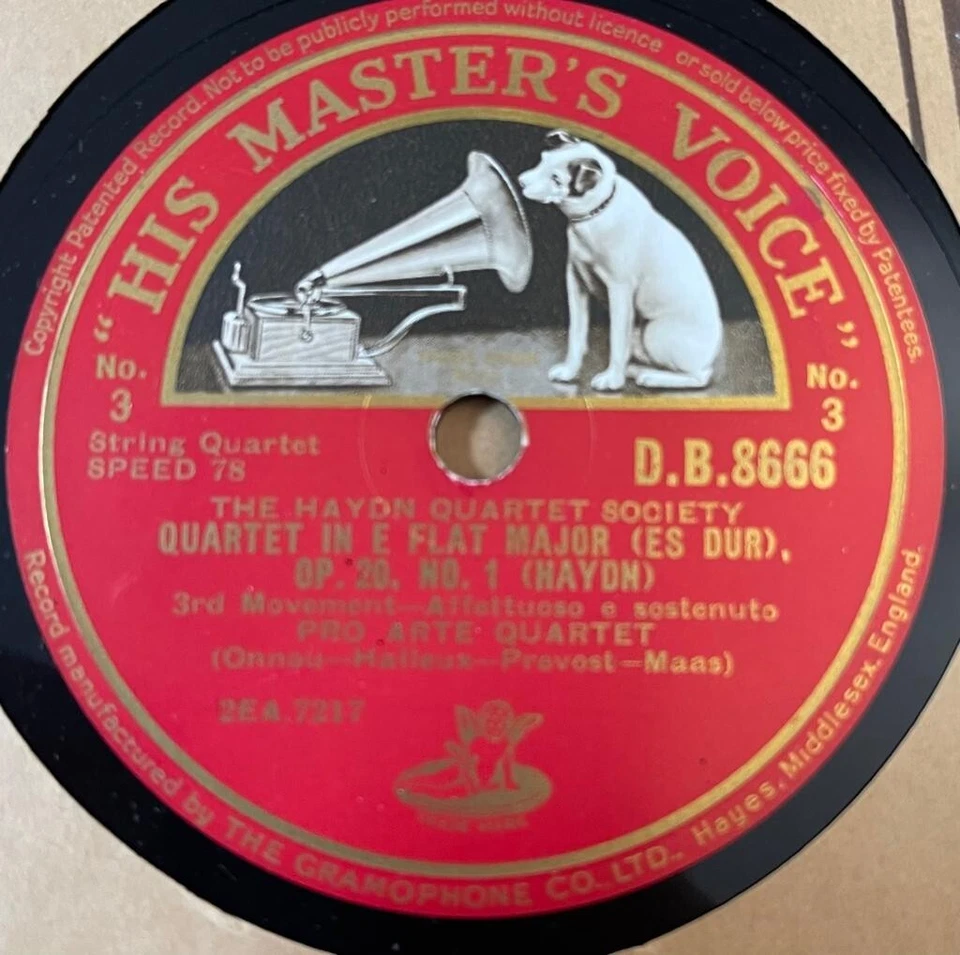 Copyright Patented Record. Not to be publicly performed without licence or sold below price fixed by Patentees.
"HIS MASTER'S VOICE"
No.
3
No.
3
String Quartet
SPEED 78
D.B.8666
THE HAYDN QUARTET SOCIETY
QUARTET IN E FLAT MAJOR (ES DUR),
OP. 20, NO. 1 (HAYDN)
3rd Movement—Affettuoso e sostenuto
PRO ARTE QUARTET
(Onnou—Halleux—Prevost—Maas)
2EA.7217
TRADE MARK
Record manufactured by THE GRAMOPHONE CO. LTD., Hayes, Middlesex, England.